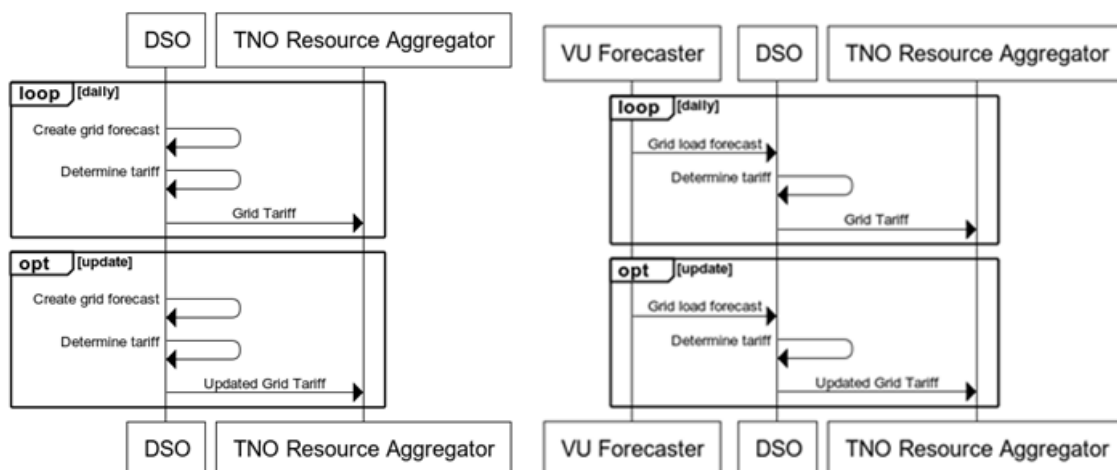 DSO
TNO Resource Aggregator
loop
[daily]
Create grid forecast
Determine tariff
Grid Tariff
opt
[update]
Create grid forecast
Determine tariff
Updated Grid Tariff
DSO
TNO Resource Aggregator
VU Forecaster
DSO
TNO Resource Aggregator
loop
[daily]
Grid load forecast
Determine tariff
Grid Tariff
opt
[update]
Grid load forecast
Determine tariff
Updated Grid Tariff
VU Forecaster
DSO
TNO Resource Aggregator